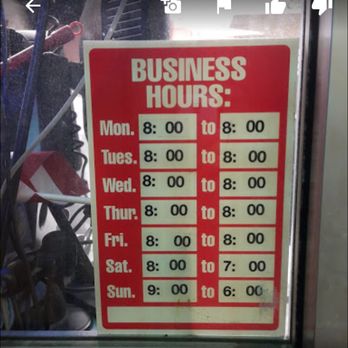 BUSINESS
HOURS:
Mon. 8: 00 to 8: 00
Tues. 8: 00 to 8: 00
Wed. 8: 00 to 8: 00
Thur. 8: 00 to 8: 00
Fri. 8: 00 to 8: 00
Sat. 8: 00 to 7: 00
Sun. 9: 00 to 6: 00